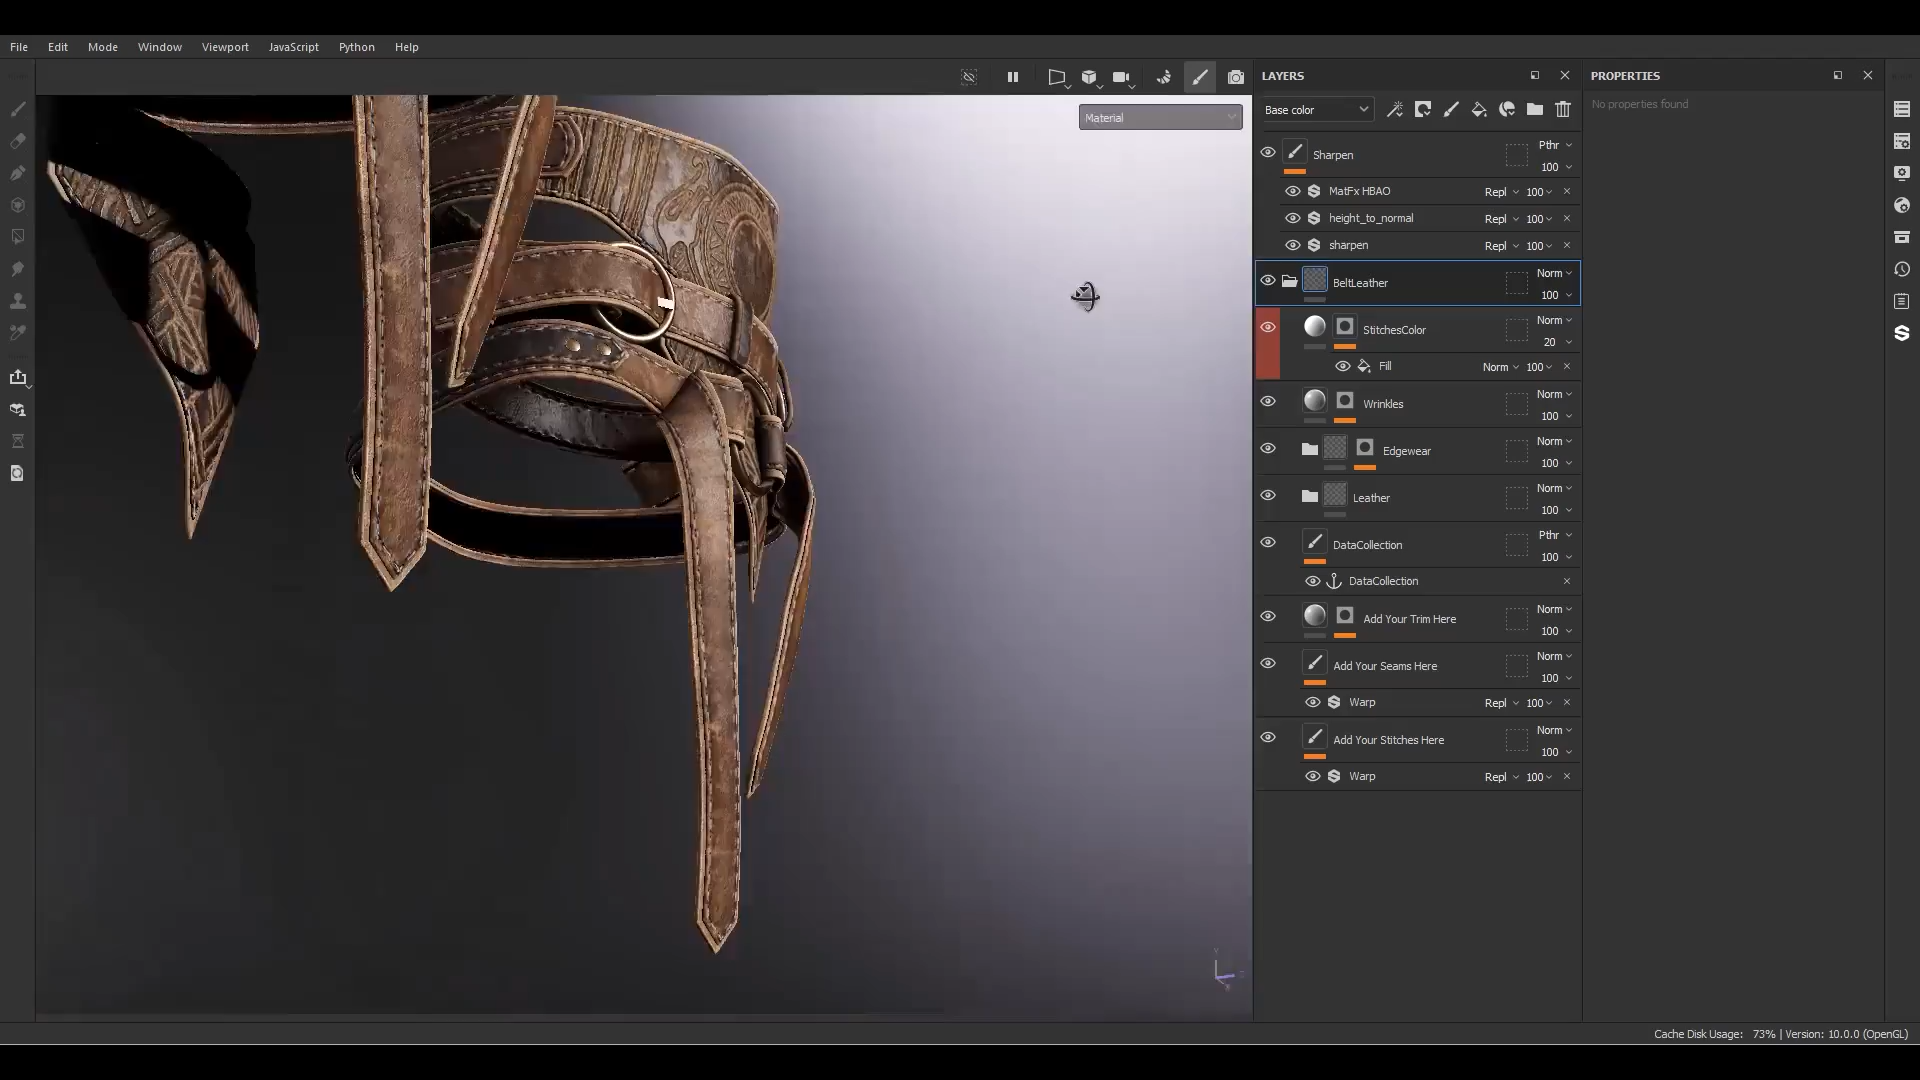 File Edit Mode Window Viewport JavaScript Python Help
Material
LAYERS
Base color
Sharpen Pthr 100
MatFx HBAO Repl 100
height_to_normal Repl 100
sharpen Repl 100
BeltLeather Norm 100
StitchesColor Norm 20
Fill Norm 100
Wrinkles Norm 100
Edgewear Norm 100
Leather Norm 100
DataCollection Pthr 100
DataCollection
Add Your Trim Here Norm 100
Add Your Seams Here Norm 100
Warp Repl 100
Add Your Stitches Here Norm 100
Warp Repl 100
PROPERTIES
No properties found
Cache Disk Usage: 73% | Version: 10.0.0 (OpenGL)